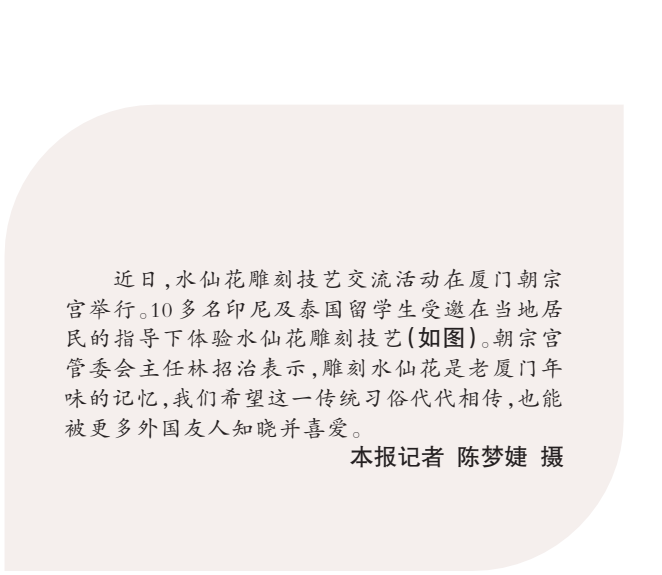 近日,水仙花雕刻技艺交流活动在厦门朝宗
宫举行。10多名印尼及泰国留学生受邀在当地居
民的指导下体验水仙花雕刻技艺(如图)。朝宗宫
管委会主任林招治表示,雕刻水仙花是老厦门年
味的记忆,我们希望这一传统习俗代代相传,也能
被更多外国友人知晓并喜爱。
本报记者 陈梦婕 摄